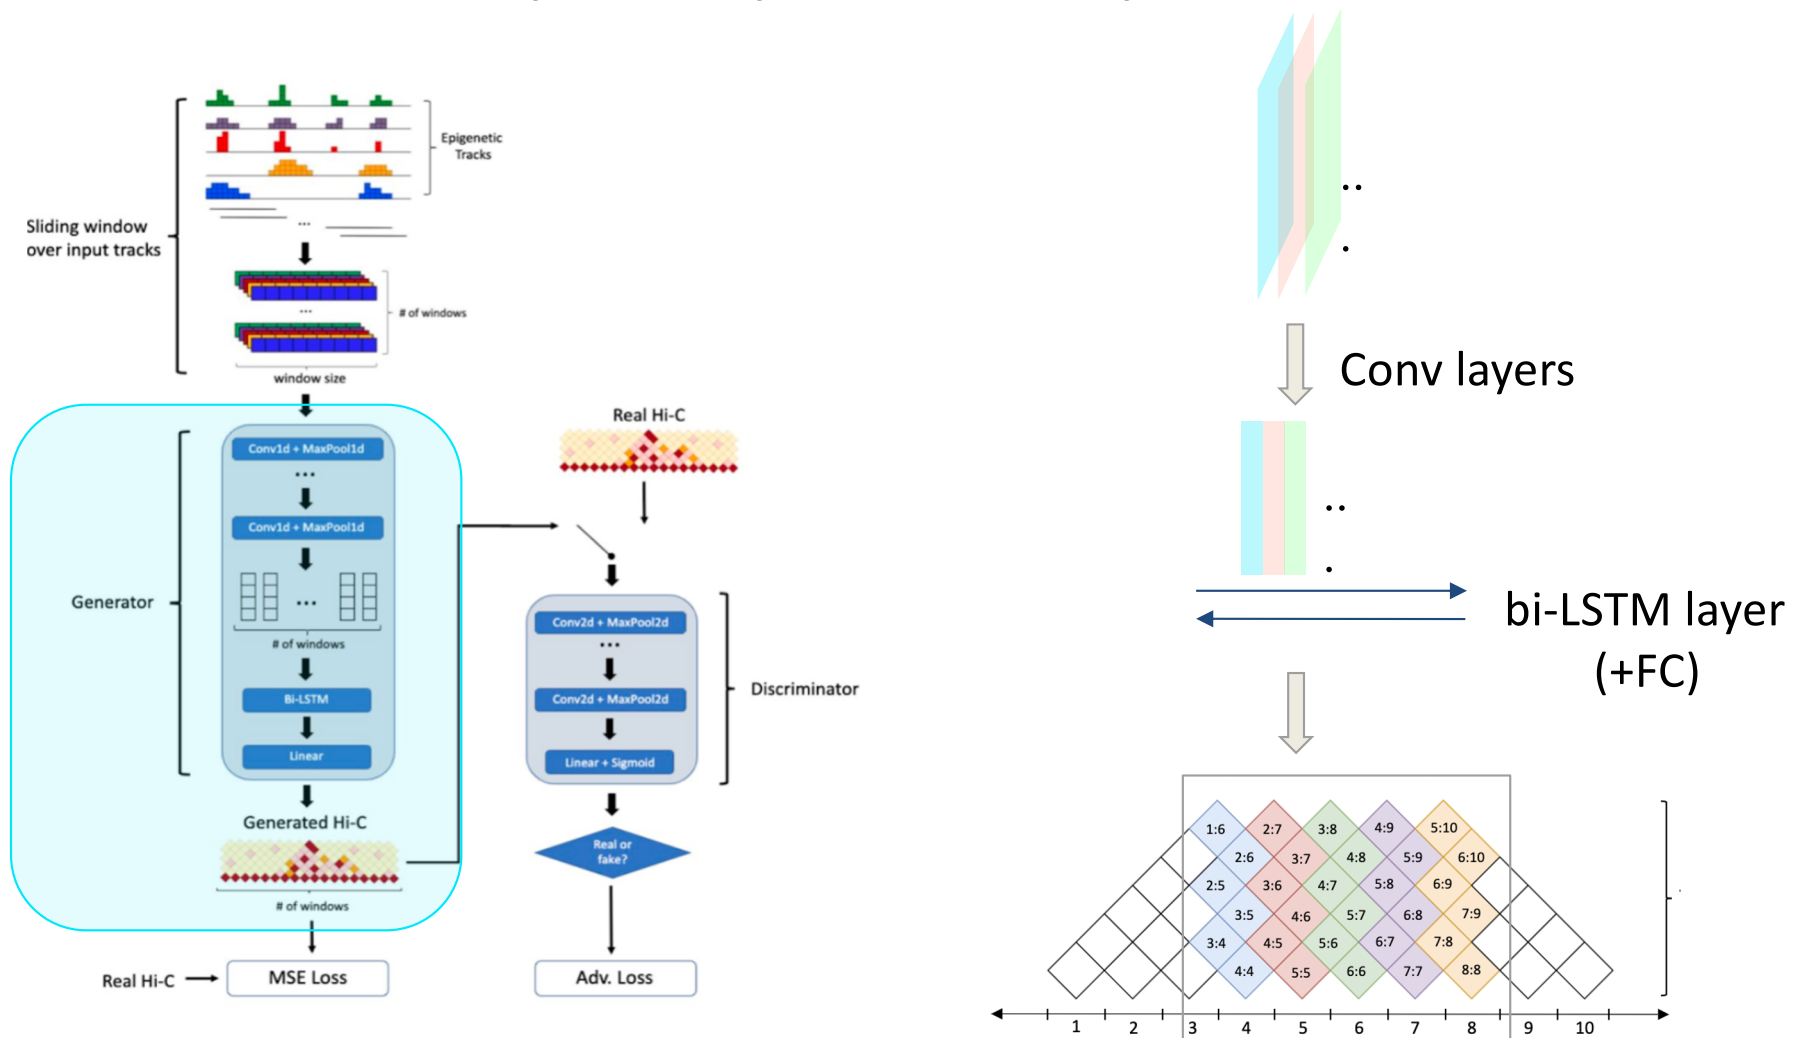 Epigenetic
Tracks
Sliding window
over input tracks
...
...
# of windows
window size
Conv1d + MaxPool1d
...
Conv1d + MaxPool1d
...
# of windows
Bi-LSTM
Linear
Generator
Generated Hi-C
# of windows
Real Hi-C
MSE Loss
Real Hi-C
Conv2d + MaxPool2d
...
Conv2d + MaxPool2d
Linear + Sigmoid
Discriminator
Real or
fake?
Adv. Loss
..
.
Conv layers
..
.
bi-LSTM layer
(+FC)
1:6 2:7 3:8 4:9 5:10
2:6 3:7 4:8 5:9 6:10
2:5 3:6 4:7 5:8 6:9
3:5 4:6 5:7 6:8 7:9
3:4 4:5 5:6 6:7 7:8
4:4 5:5 6:6 7:7 8:8
1 2 3 4 5 6 7 8 9 10